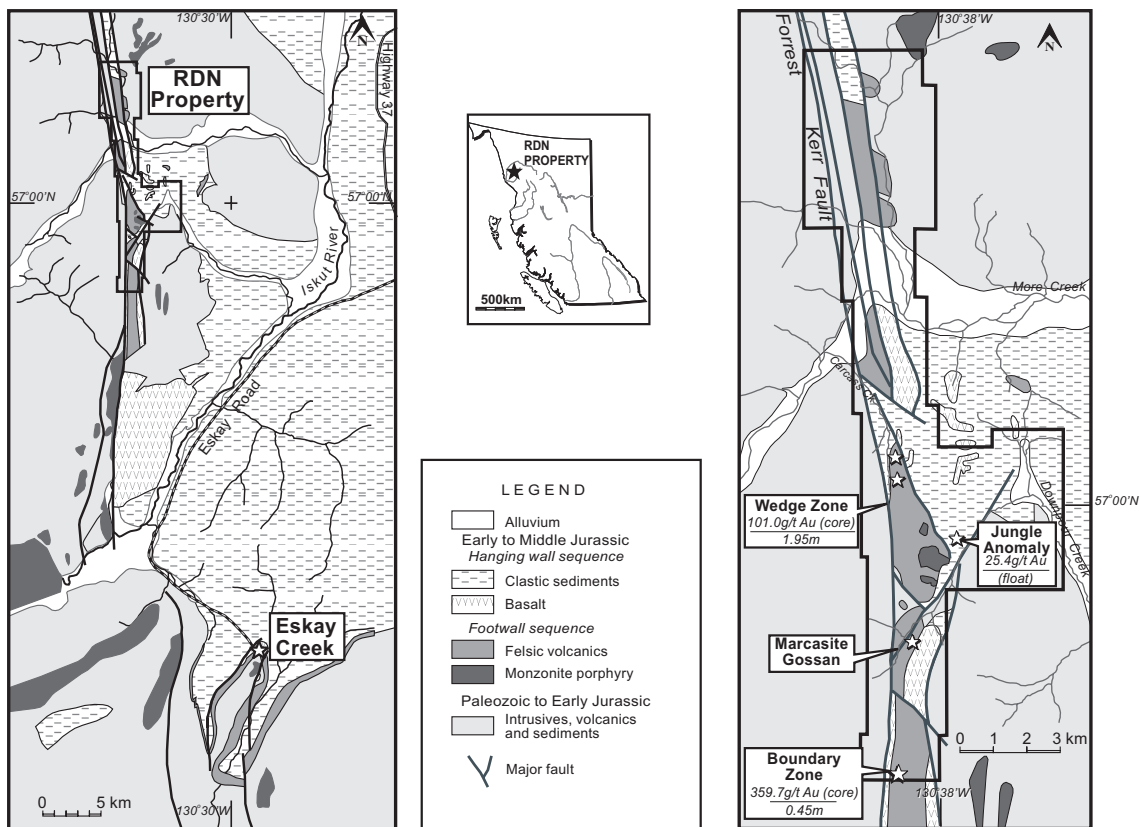 130°30'W
N
Highway 37
RDN
Property
57°00'N
57°00'N
Iskut River
Eskay Road
Eskay
Creek
0 5 km
130°30'W
RDN
PROPERTY
500km
LEGEND
Alluvium
Early to Middle Jurassic
Hanging wall sequence
Clastic sediments
Basalt
Footwall sequence
Felsic volcanics
Monzonite porphyry
Paleozoic to Early Jurassic
Intrusives, volcanics
and sediments
Major fault
130°38'W
N
Forrest
Kerr Fault
More Creek
Carcass Ck.
57°00'N
Downpour Creek
Wedge Zone
101.0g/t Au (core)
1.95m
Jungle
Anomaly
25.4g/t Au
(float)
Marcasite
Gossan
0 1 2 3 km
Boundary
Zone
359.7g/t Au (core)
0.45m
130°38'W